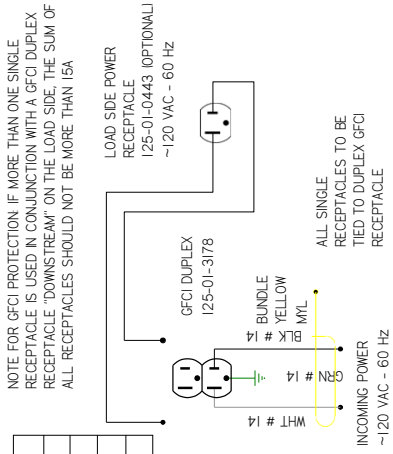 NOTE FOR GFCI PROTECTION IF MORE THAN ONE SINGLE
RECEPTACLE IS USED IN CONJUNCTION WITH A GFCI DUPLEX
RECEPTACLE "DOWNSTREAM" ON THE LOAD SIDE, THE SUM OF
ALL RECEPTACLES SHOULD NOT BE MORE THAN 15A
LOAD SIDE POWER
RECEPTACLE
125-01-0443 (OPTIONAL)
~120 VAC - 60 Hz
GFCI DUPLEX
125-01-3178
BUNDLE
YELLOW
MYL
ALL SINGLE
RECEPTACLES TO BE
TIED TO DUPLEX GFCI
RECEPTACLE
BLK # 14
GRN # 14
WHT # 14
INCOMING POWER
~120 VAC - 60 Hz